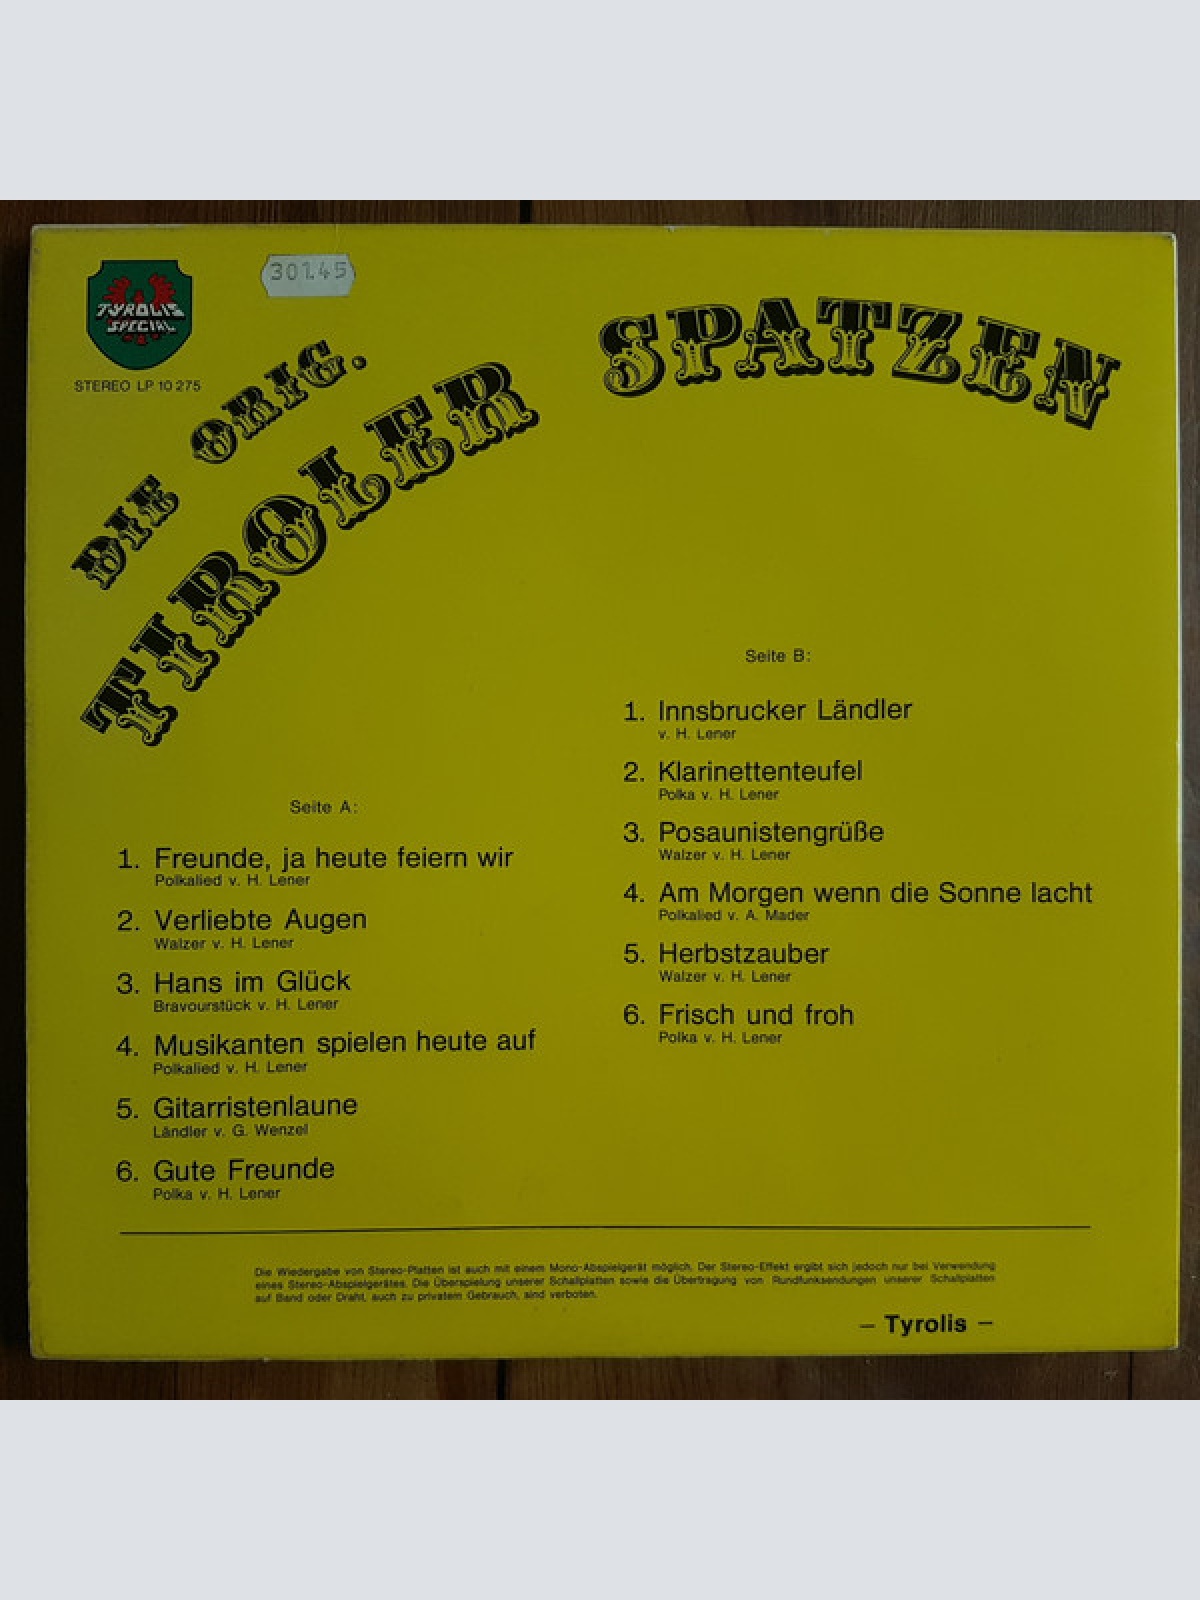 TYROLIS
SPECIAL
STEREO LP 10 275
301.45
DIE ORIG.
TIROLER SPATZEN
Seite A:
1. Freunde, ja heute feiern wir
Polkalied v. H. Lener
2. Verliebte Augen
Walzer v. H. Lener
3. Hans im Glück
Bravourstück v. H. Lener
4. Musikanten spielen heute auf
Polkalied v. H. Lener
5. Gitarristenlaune
Ländler v. G. Wenzel
6. Gute Freunde
Polka v. H. Lener
Seite B:
1. Innsbrucker Ländler
v. H. Lener
2. Klarinettenteufel
Polka v. H. Lener
3. Posaunistengrüße
Walzer v. H. Lener
4. Am Morgen wenn die Sonne lacht
Polkalied v. A. Mader
5. Herbstzauber
Walzer v. H. Lener
6. Frisch und froh
Polka v. H. Lener
Die Wiedergabe von Stereo-Platten ist auch mit einem Mono-Abspielgerät möglich. Der Stereo-Effekt ergibt sich jedoch nur bei Verwendung
eines Stereo-Abspielgerätes. Die Überspielung unserer Schallplatten sowie die Übertragung von Rundfunksendungen unserer Schallplatten
auf Band oder Draht, auch zu privatem Gebrauch, sind verboten.
– Tyrolis –